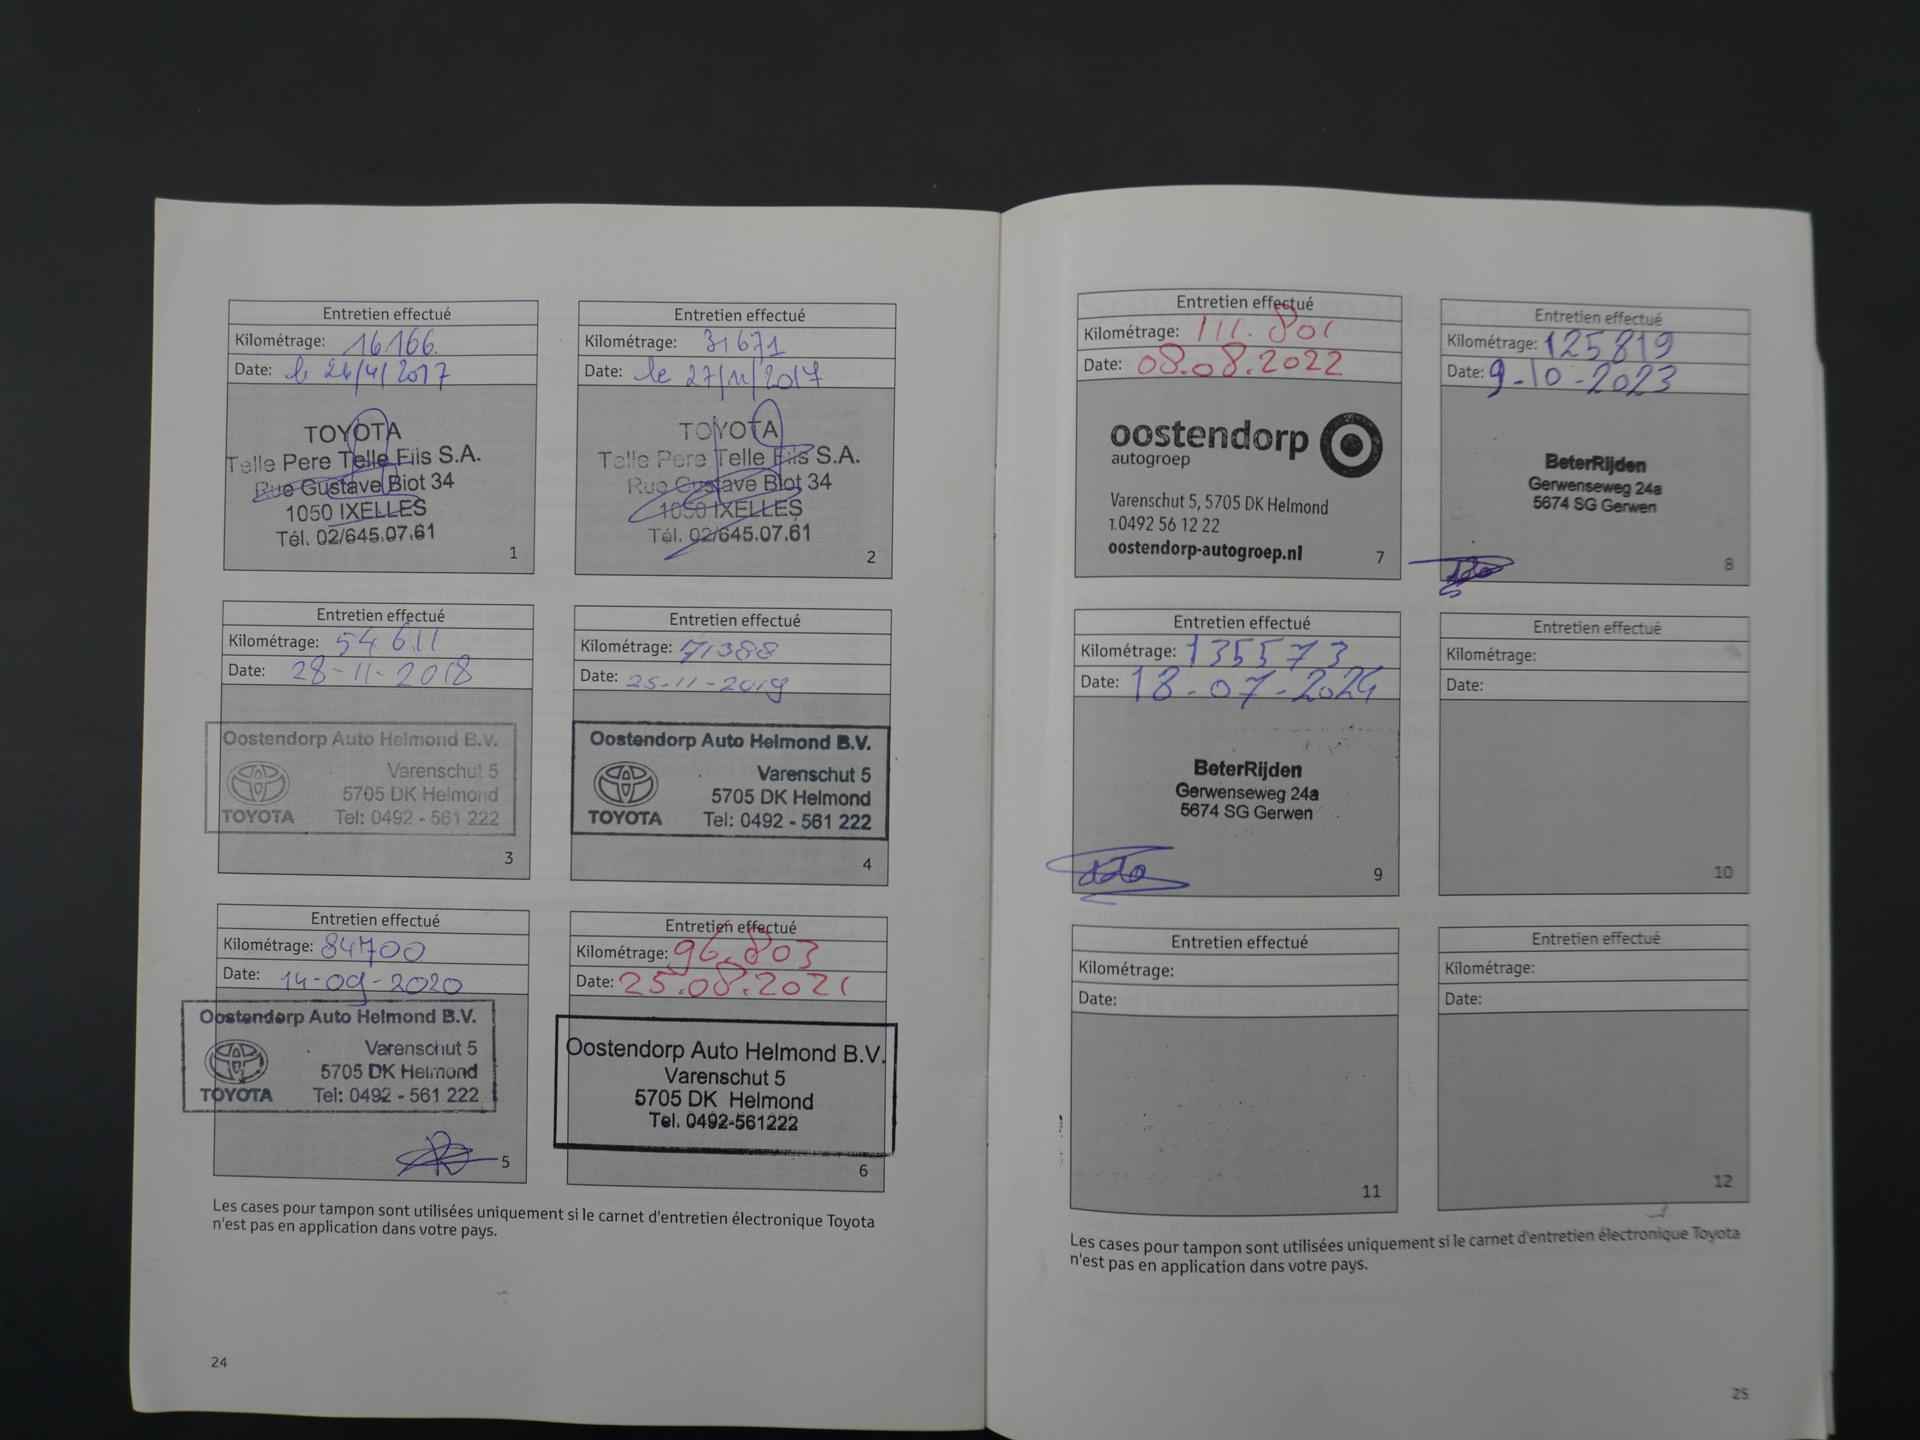 Entretien effectué
Kilométrage: 16166
Date: le 24/4/2017
TOYOTA
Telle Pere Telle Fils S.A.
Rue Gustave Biot 34
1050 IXELLES
Tél. 02/645.07.61
1
Entretien effectué
Kilométrage: 31671
Date: le 27/11/2017
TOYOTA
Telle Pere Telle Fils S.A.
Rue Gustave Biot 34
1050 IXELLES
Tél. 02/645.07.61
2
Entretien effectué
Kilométrage: 54611
Date: 28-11-2018
Oostendorp Auto Helmond B.V.
Varenschut 5
5705 DK Helmond
TOYOTA Tel: 0492 - 561 222
3
Entretien effectué
Kilométrage: 71388
Date: 25-11-2019
Oostendorp Auto Helmond B.V.
Varenschut 5
5705 DK Helmond
TOYOTA Tel: 0492 - 561 222
4
Entretien effectué
Kilométrage: 84700
Date: 14-09-2020
Oostendorp Auto Helmond B.V.
Varenschut 5
5705 DK Helmond
TOYOTA Tel: 0492 - 561 222
5
Entretien effectué
Kilométrage: 96.803
Date: 25.08.2021
Oostendorp Auto Helmond B.V.
Varenschut 5
5705 DK Helmond
Tel. 0492-561222
6
Les cases pour tampon sont utilisées uniquement si le carnet d'entretien électronique Toyota
n'est pas en application dans votre pays.
24
Entretien effectué
Kilométrage: 111.801
Date: 08.08.2022
oostendorp
autogroep
Varenschut 5, 5705 DK Helmond
T.0492 56 12 22
oostendorp-autogroep.nl
7
Entretien effectué
Kilométrage: 125819
Date: 9-10-2023
BeterRijden
Gerwenseweg 24a
5674 SG Gerwen
8
Entretien effectué
Kilométrage: 135573
Date: 18-07-2024
BeterRijden
Gerwenseweg 24a
5674 SG Gerwen
9
Entretien effectué
Kilométrage:
Date:
10
Entretien effectué
Kilométrage:
Date:
11
Entretien effectué
Kilométrage:
Date:
12
Les cases pour tampon sont utilisées uniquement si le carnet d'entretien électronique Toyota
n'est pas en application dans votre pays.
25